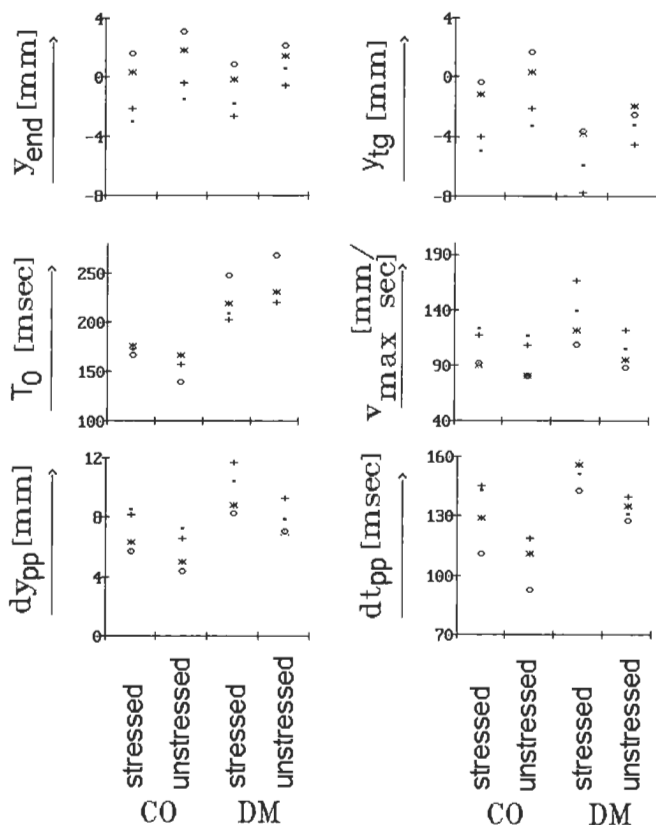 4
0
-4
-8
y_end [mm]
4
0
-4
-8
y_tg [mm]
250
200
150
100
T_0 [msec]
190
140
90
40
v_max [mm/sec]
12
8
4
0
dy_pp [mm]
160
130
100
70
dt_pp [msec]
stressed unstressed stressed unstressed
CO DM
stressed unstressed stressed unstressed
CO DM